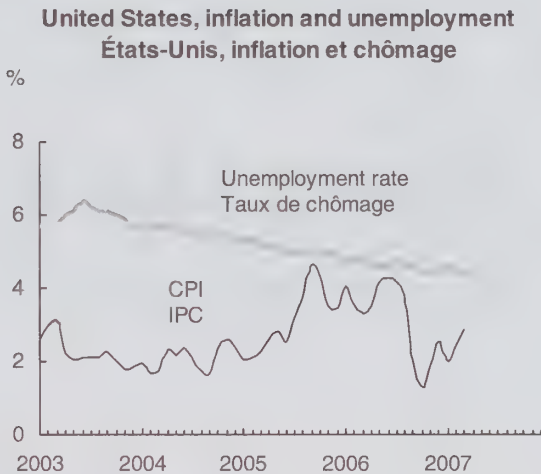 United States, inflation and unemployment
États-Unis, inflation et chômage
%
8
Unemployment rate
Taux de chômage
6
4
CPI
IPC
2
0
2003 2004 2005 2006 2007